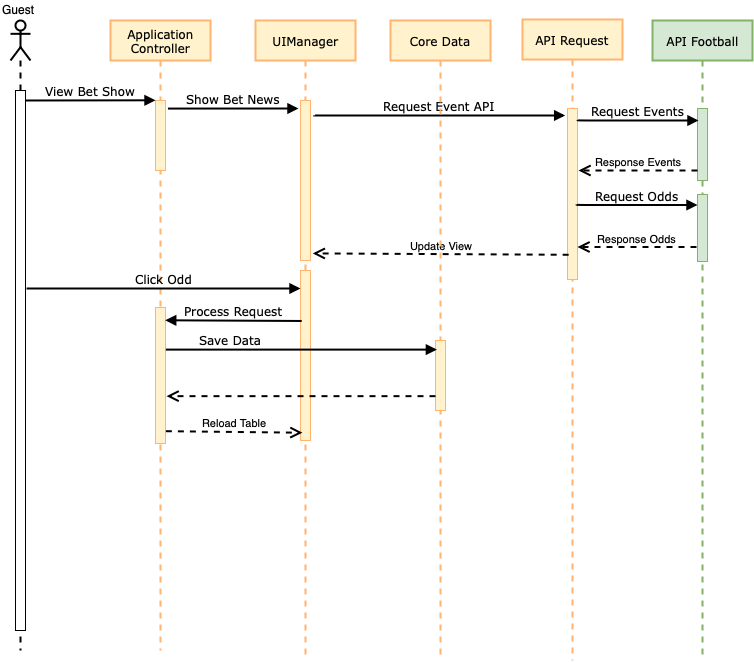 Guest
Application
Controller
UIManager
Core Data
API Request
API Football
View Bet Show
Show Bet News
Request Event API
Request Events
Response Events
Request Odds
Response Odds
Update View
Click Odd
Process Request
Save Data
Reload Table